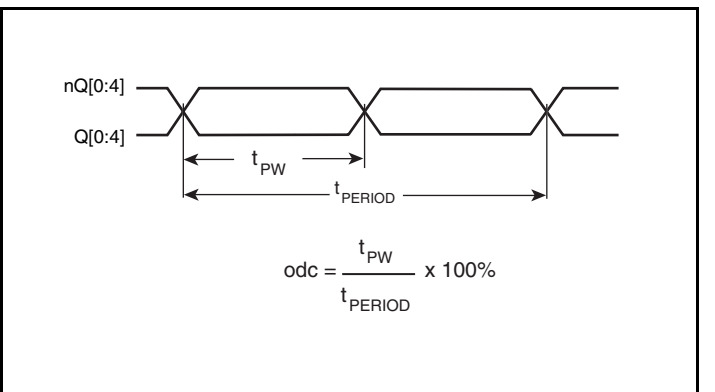 nQ[0:4]
Q[0:4]
tPW
tPERIOD
odc = tPW / tPERIOD x 100%